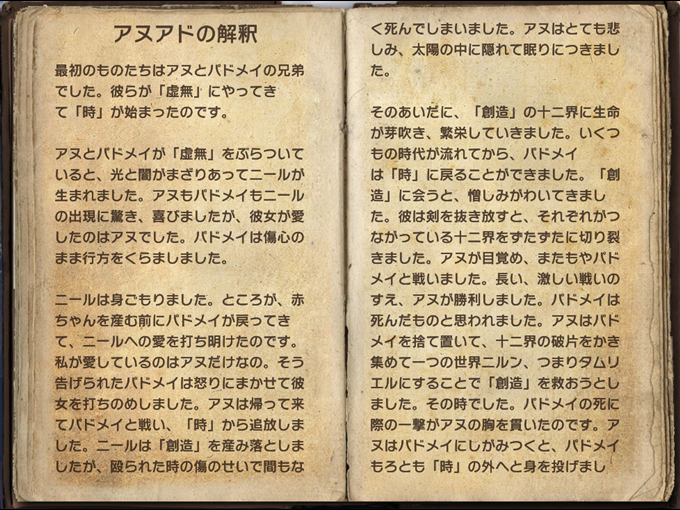 アヌアドの解釈
最初のものたちはアヌとパドメイの兄弟
でした。彼らが「虚無」にやってき
て「時」が始まったのです。
アヌとパドメイが「虚無」をぶらついて
いると、光と闇がまざりあってニールが
生まれました。アヌもパドメイもニール
の出現に驚き、喜びましたが、彼女が愛
したのはアヌでした。パドメイは傷心の
まま行方をくらましました。
ニールは身ごもりました。ところが、赤
ちゃんを産む前にパドメイが戻ってき
て、ニールへの愛を打ち明けたのです。
私が愛しているのはアヌだけなの。そう
告げられたパドメイは怒りにまかせて彼
女を打ちのめしました。アヌは帰って来
てパドメイと戦い、「時」から追放しま
した。ニールは「創造」を産み落としま
したが、殴られた時の傷のせいで間もな
く死んでしまいました。アヌはとても悲
しみ、太陽の中に隠れて眠りにつきまし
た。
そのあいだに、「創造」の十二界に生命
が芽吹き、繁栄していきました。いくつ
もの時代が流れてから、パドメイ
は「時」に戻ることができました。「創
造」に会うと、憎しみがわいてきまし
た。彼は剣を抜き放すと、それぞれがつ
ながっている十二界をずたずたに切り裂
きました。アヌが目覚め、またもやパド
メイと戦いました。長い、激しい戦いの
すえ、アヌが勝利しました。パドメイは
死んだものと思われました。アヌはパド
メイを捨て置いて、十二界の破片をかき
集めて一つの世界ニルン、つまりタムリ
エルにすることで「創造」を救おうとし
ました。その時でした。パドメイの死に
際の一撃がアヌの胸を貫いたのです。ア
ヌはパドメイにしがみつくと、パドメイ
もろとも「時」の外へと身を投げまし